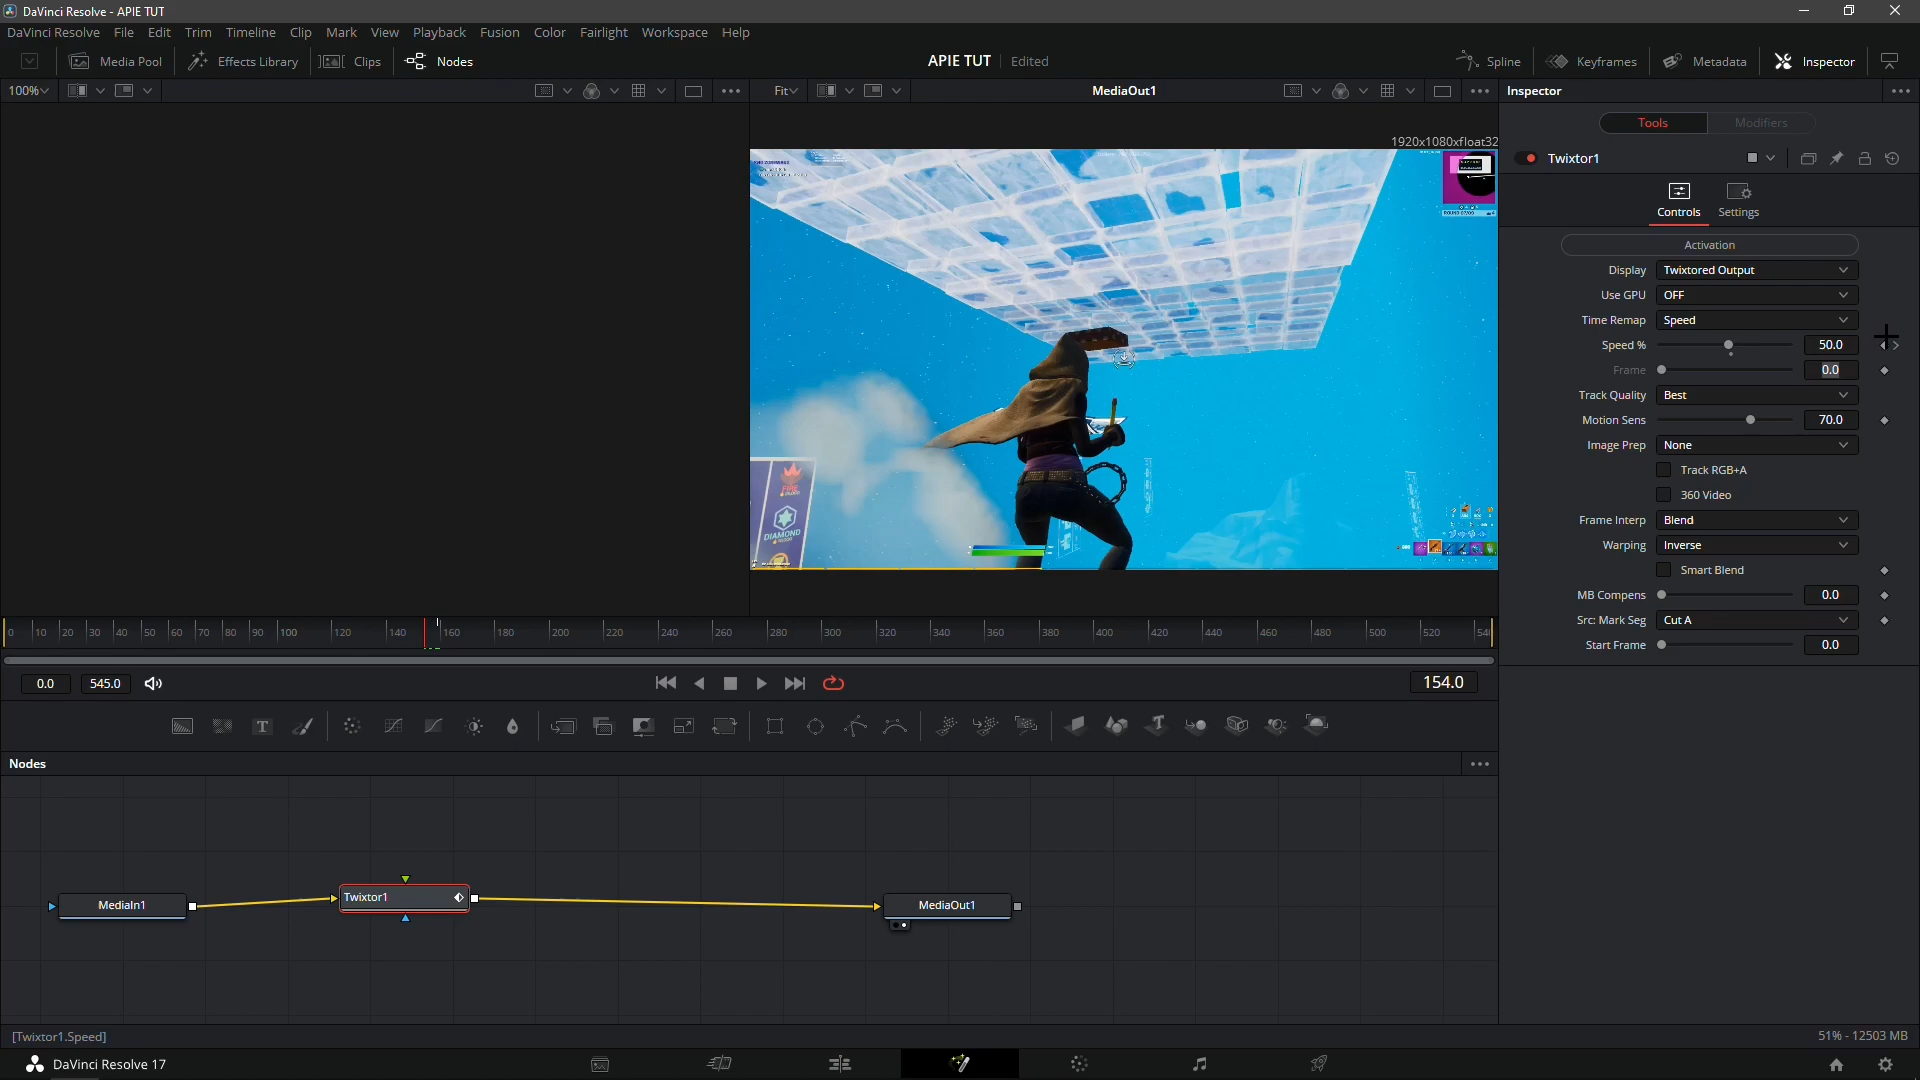 DaVinci Resolve - APIE TUT
DaVinci Resolve File Edit Trim Timeline Clip Mark View Playback Fusion Color Fairlight Workspace Help
Media Pool Effects Library Clips Nodes APIE TUT Edited Spline Keyframes Metadata Inspector
100% Fit MediaOut1 Inspector
Tools Modifiers
1920x1080xfloat32
Twixtor1
Controls Settings
Activation
Display Twixtored Output
Use GPU OFF
Time Remap Speed
Speed % 50.0
Frame 0.0
Track Quality Best
Motion Sens 70.0
Image Prep None
Track RGB+A
360 Video
Frame Interp Blend
Warping Inverse
Smart Blend
MB Compens 0.0
Src: Mark Seg Cut A
Start Frame 0.0
DIAMOND
0 10 20 30 40 50 60 70 80 90 100 120 140 160 180 200 220 240 260 280 300 320 340 360 380 400 420 440 460 480 500 520
0.0 545.0 154.0
Nodes
MediaIn1 Twixtor1 MediaOut1
[Twixtor1.Speed] 51% - 12503 MB
DaVinci Resolve 17